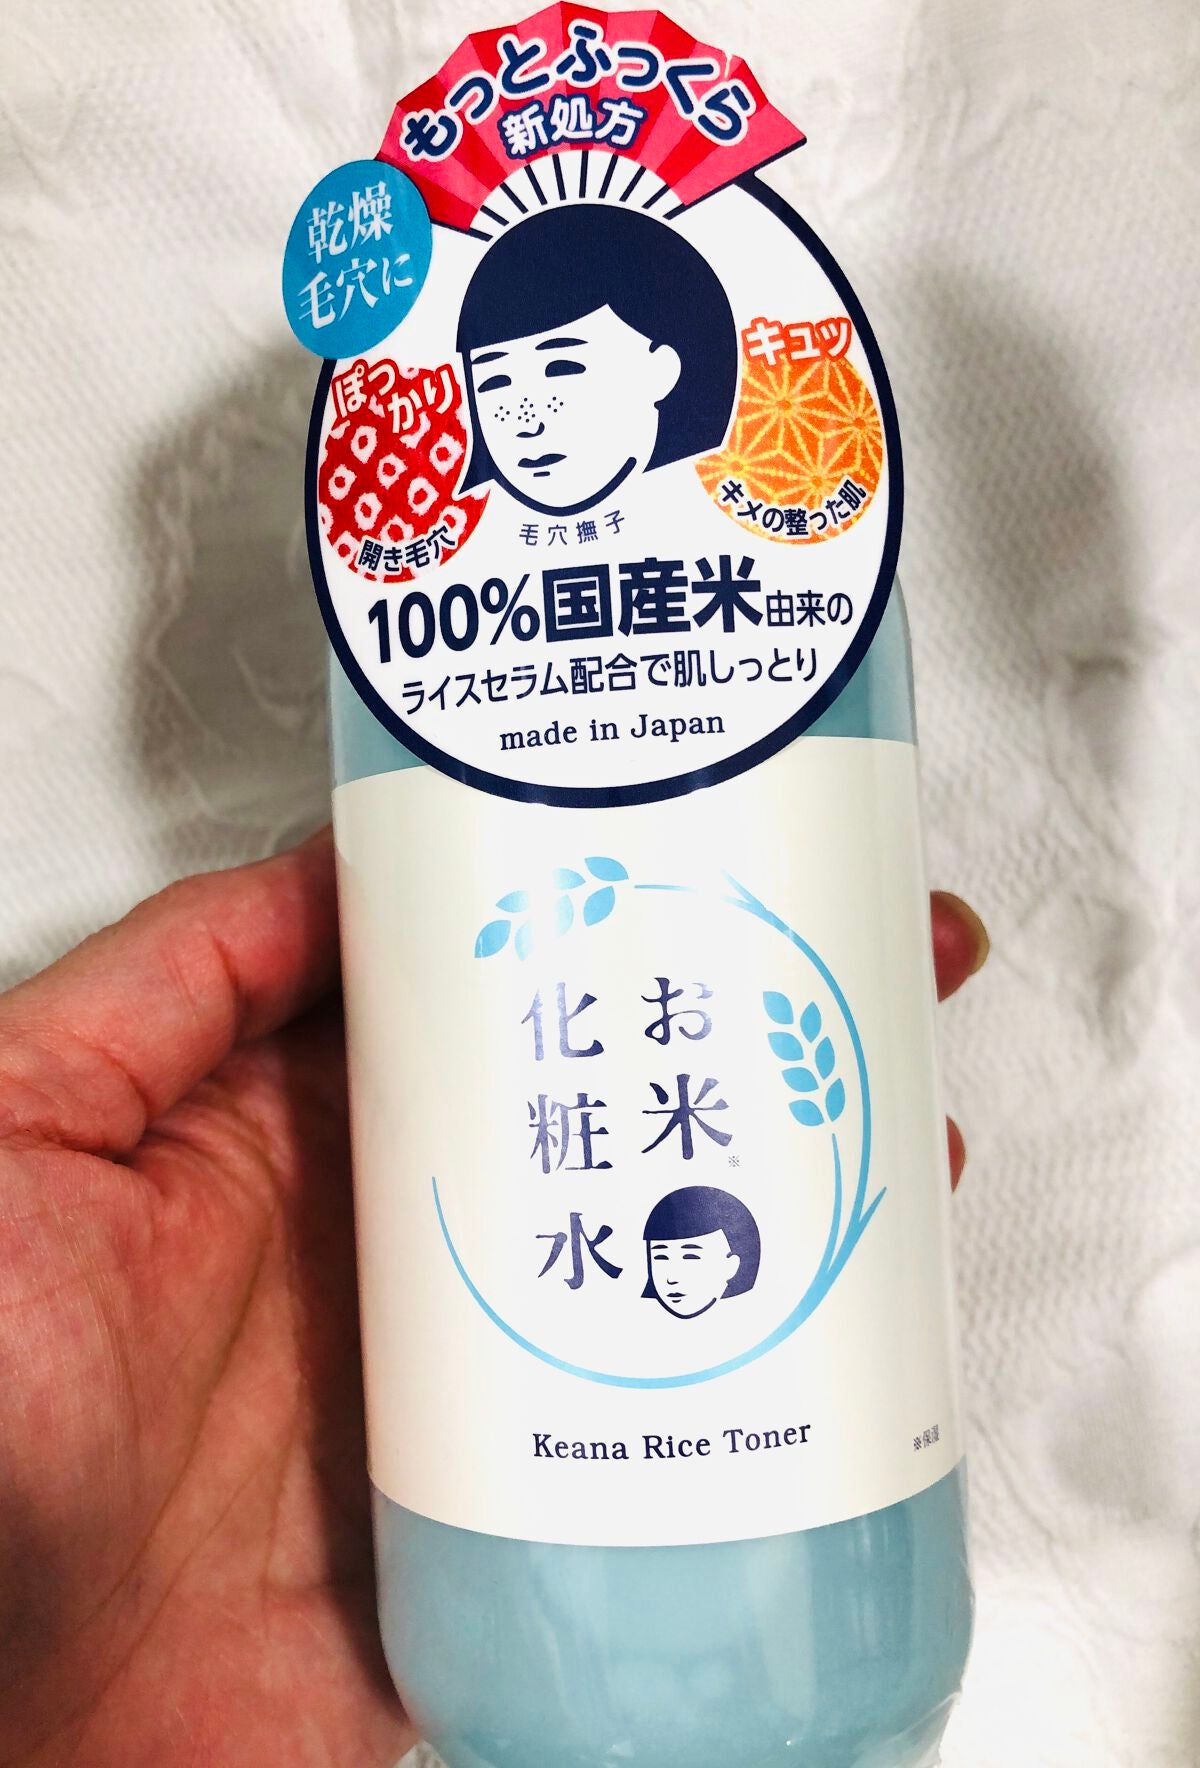 もっとふっくら
新処方
乾燥
毛穴に
ぽっかり
開き毛穴
キュッ
キメの整った肌
毛穴撫子
100%国産米由来の
ライスセラム配合で肌しっとり
made in Japan
お米※
化粧水
Keana Rice Toner
※保湿